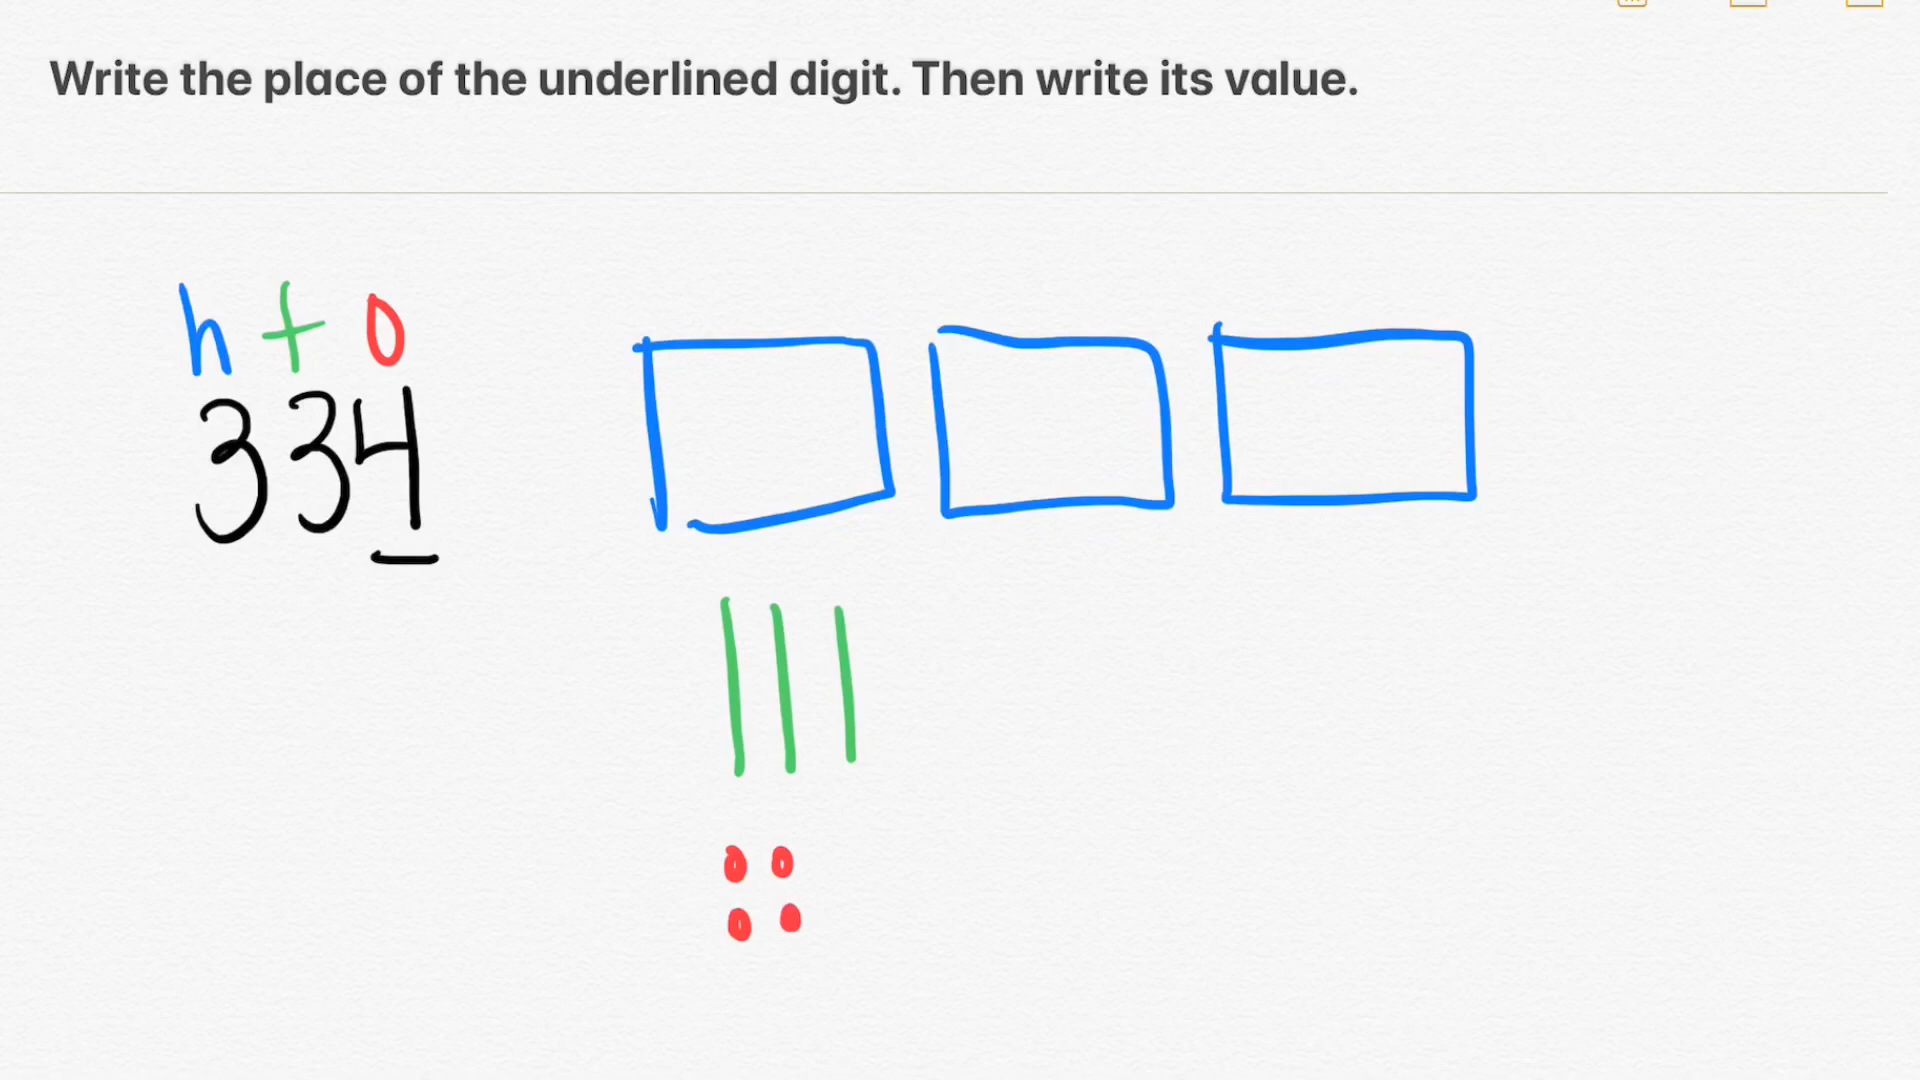 Write the place of the underlined digit. Then write its value.
h t o
334